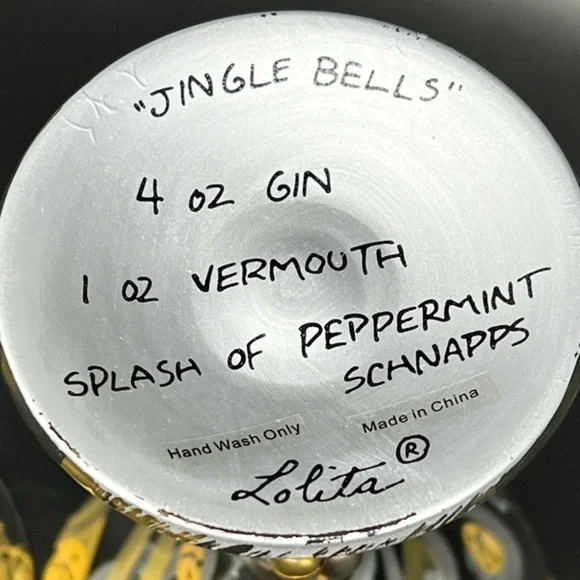 "JINGLE BELLS"
4 OZ GIN
1 OZ VERMOUTH
SPLASH OF PEPPERMINT
SCHNAPPS
Hand Wash Only
Made in China
Lolita®